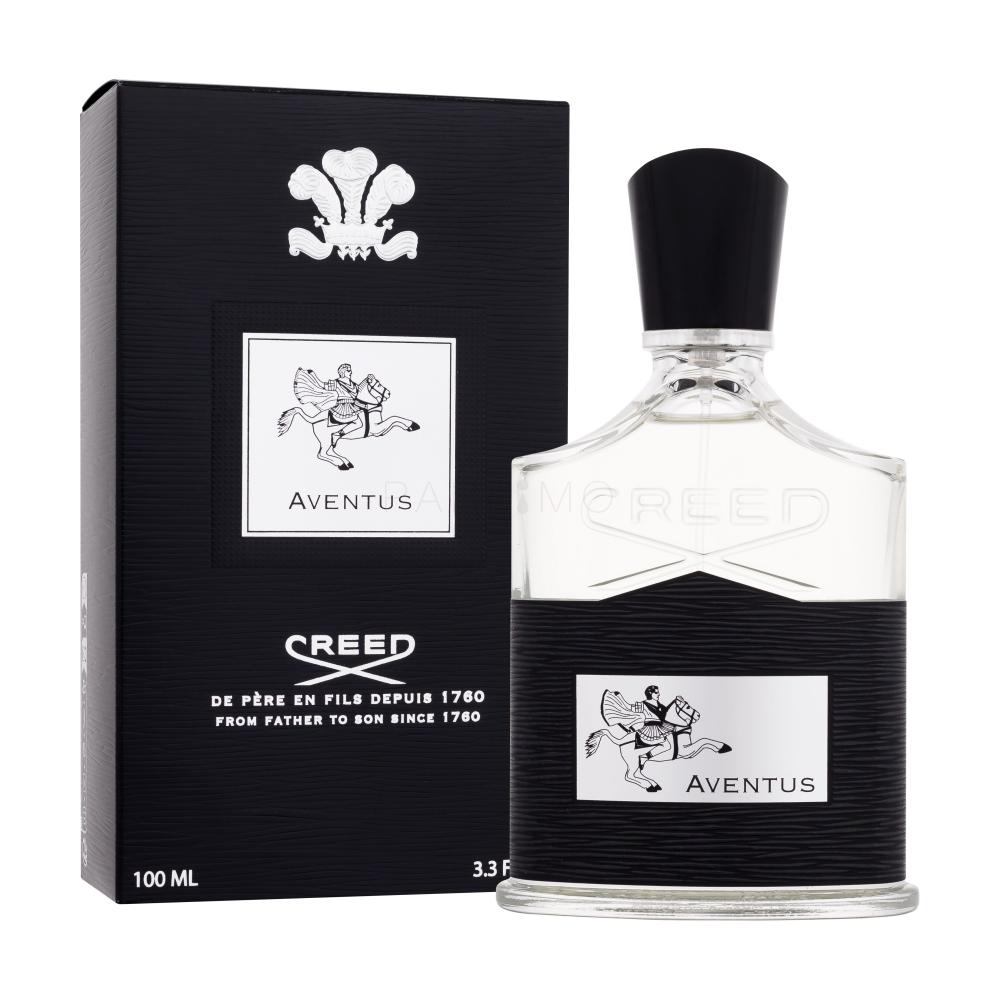 AVENTUS
CREED
DE PÈRE EN FILS DEPUIS 1760
FROM FATHER TO SON SINCE 1760
100 ML
3.3 F
CREED
AVENTUS